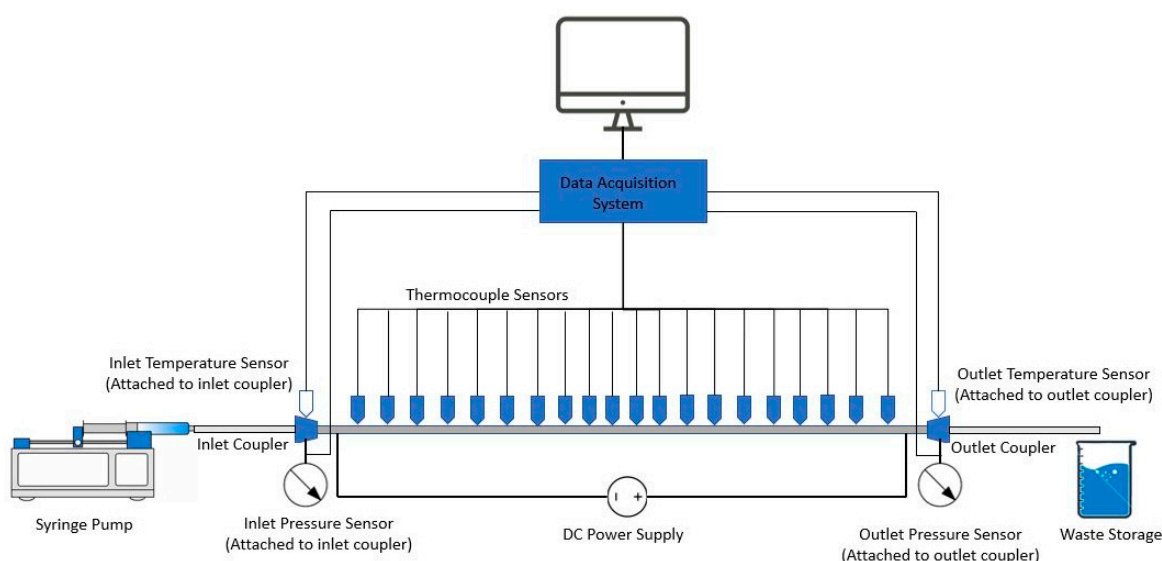 Data Acquisition
System
Thermocouple Sensors
Inlet Temperature Sensor
(Attached to inlet coupler)
Outlet Temperature Sensor
(Attached to outlet coupler)
Inlet Coupler
Outlet Coupler
Syringe Pump
Inlet Pressure Sensor
(Attached to inlet coupler)
DC Power Supply
Outlet Pressure Sensor
(Attached to outlet coupler)
Waste Storage